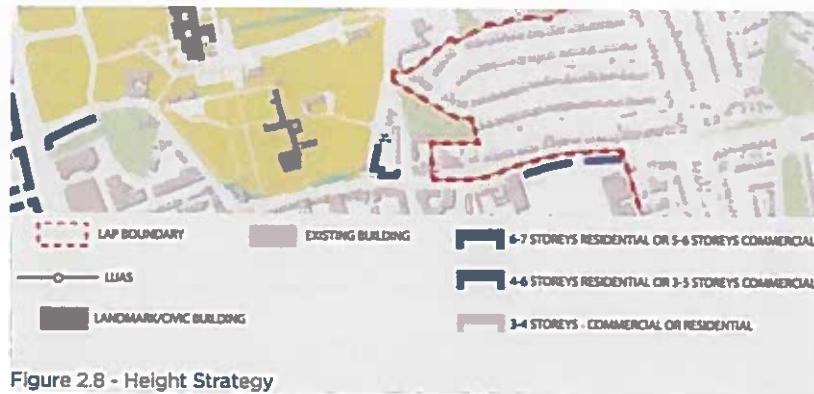 LAP BOUNDARY
EXISTING BUILDING
6-7 STOREYS RESIDENTIAL OR 5-6 STOREYS COMMERCIAL
LUAS
4-6 STOREYS RESIDENTIAL OR 3-5 STOREYS COMMERCIAL
LANDMARK/CIVIC BUILDING
3-4 STOREYS - COMMERCIAL OR RESIDENTIAL
Figure 2.8 - Height Strategy